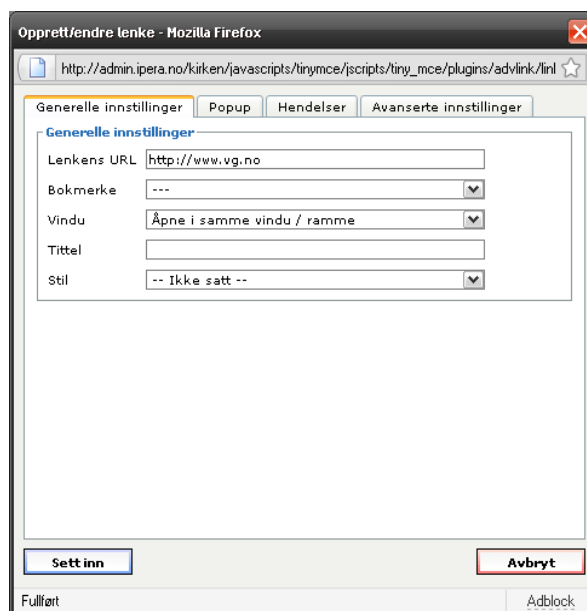 Opprett/endre lenke - Mozilla Firefox
http://admin.ipera.no/kirken/javascripts/tinymce/jscripts/tiny_mce/plugins/advlink/linl
Generelle innstillinger Popup Hendelser Avanserte innstillinger
Generelle innstillinger
Lenkens URL http://www.vg.no
Bokmerke ---
Vindu Åpne i samme vindu / ramme
Tittel
Stil -- Ikke satt --
Sett inn Avbryt
Fullført Adblock